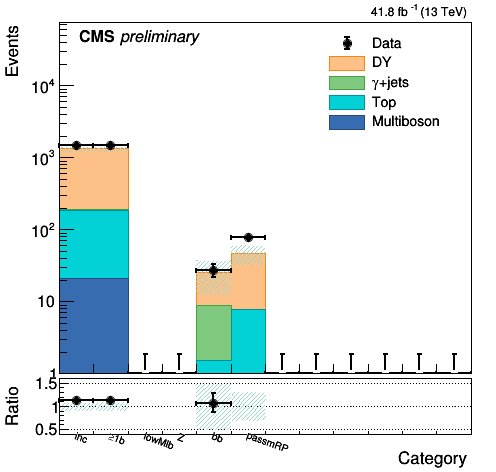 41.8 fb⁻¹ (13 TeV)
CMS preliminary
Events
Data
DY
γ+jets
Top
Multiboson
10⁴
10³
10²
10
1
Ratio
1.5
1
0.5
inc ≥1b lowMlb Z bb passmRP
Category